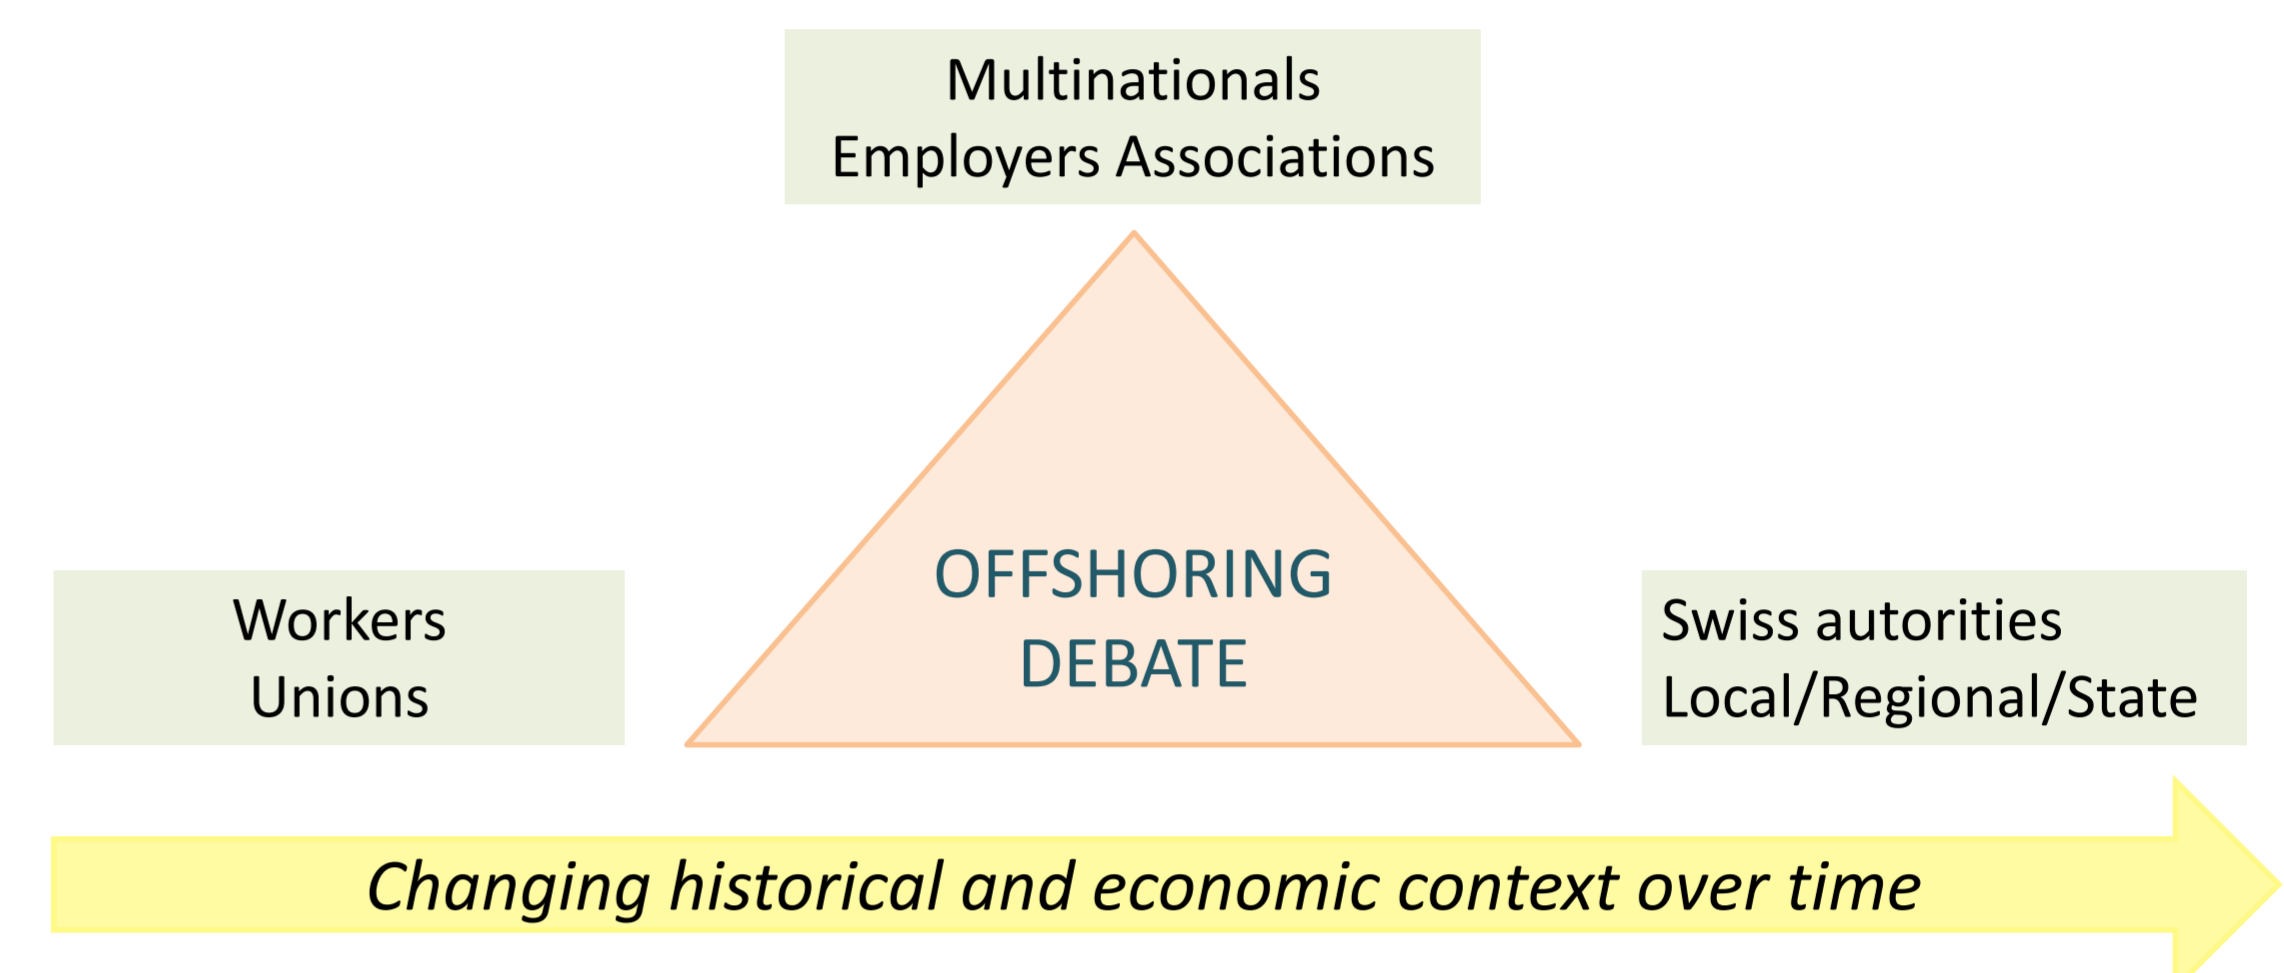 Multinationals
Employers Associations
OFFSHORING
DEBATE
Workers
Unions
Swiss autorities
Local/Regional/State
Changing historical and economic context over time